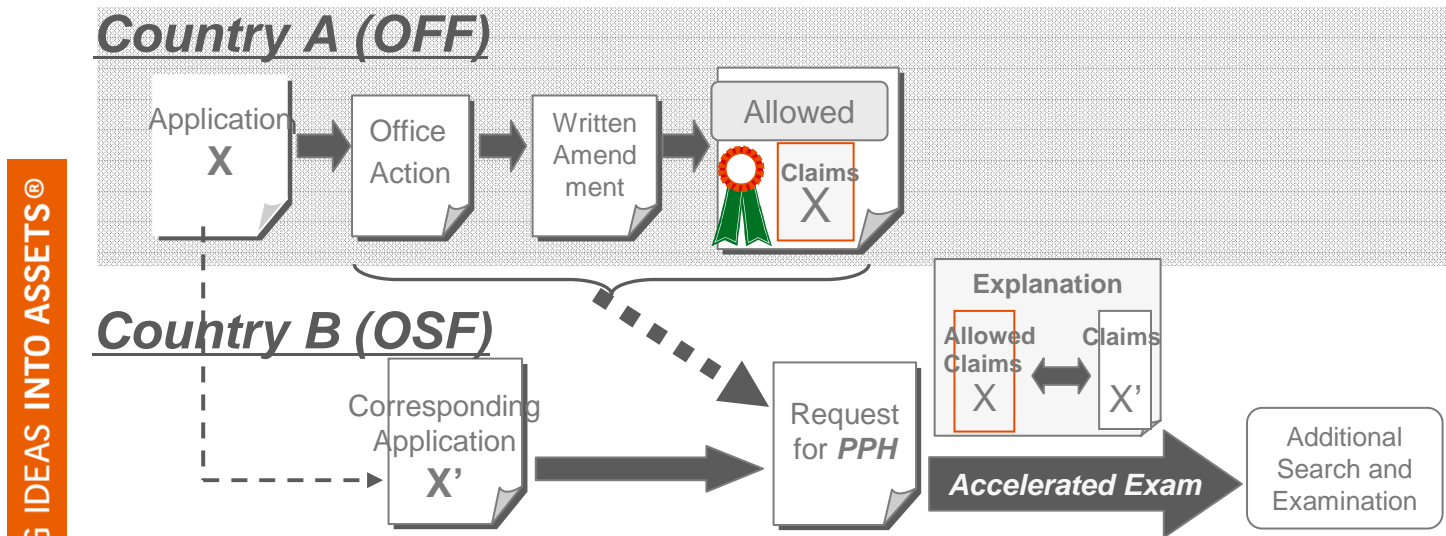 Country A (OFF)
Application
X
Office
Action
Written
Amend
ment
Allowed
Claims
X
Country B (OSF)
Corresponding
Application
X’
Request
for PPH
Explanation
Allowed
Claims
X
Claims
X’
Accelerated Exam
Additional
Search and
Examination
IDEAS INTO ASSETS®